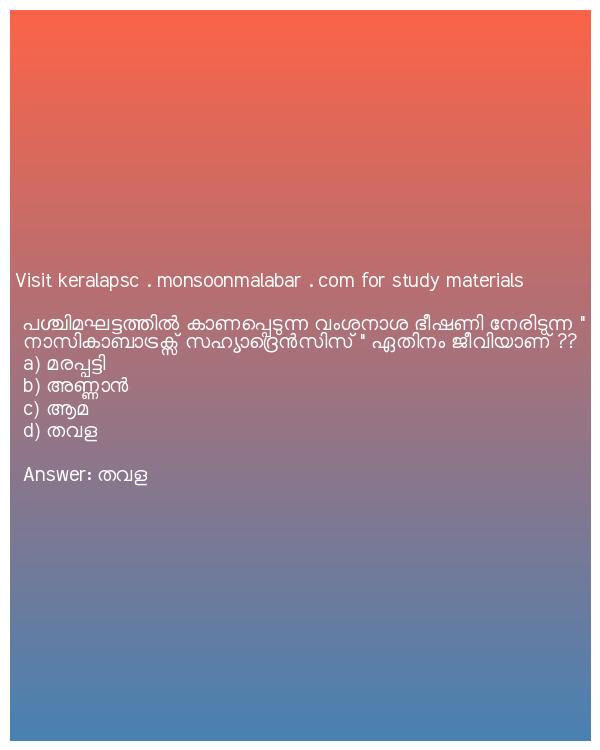 Visit keralapsc . monsoonmalabar . com for study materials
പശ്ചിമഘട്ടത്തിൽ കാണപ്പെടുന്ന വംശനാശ ഭീഷണി നേരിടുന്ന "
നാസികാബാട്രക്സ് സഹ്യാദ്രെൻസിസ് " ഏതിനം ജീവിയാണ് ??
a) മരപ്പട്ടി
b) അണ്ണാൻ
c) ആമ
d) തവള
Answer: തവള